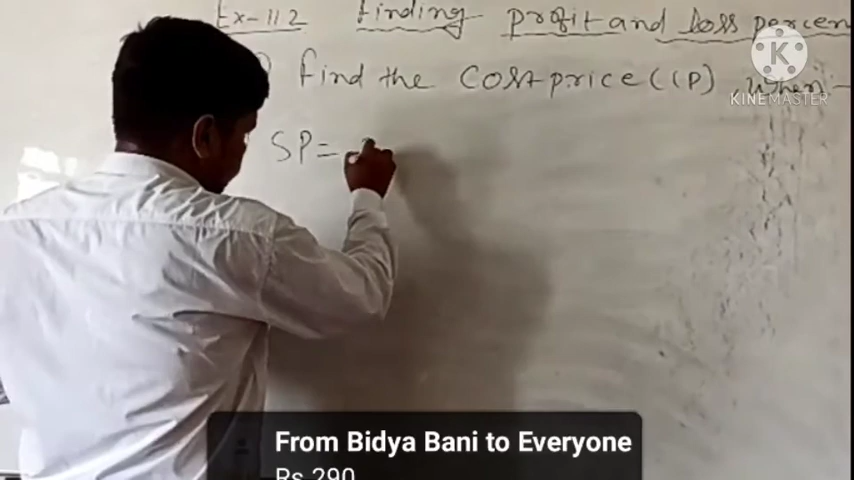 Ex-11.2 Finding profit and loss percen
Find the Cost price (CP), when :-
SP=
KINEMASTER
From Bidya Bani to Everyone
Rs 290